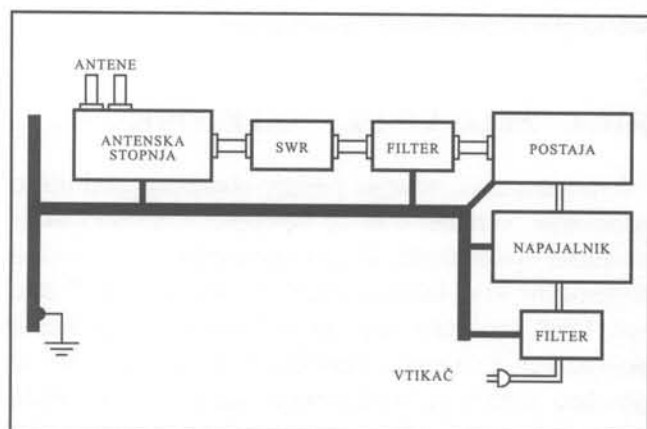 ANTENE
ANTENSKA
STOPNJA
SWR
FILTER
POSTAJA
NAPAJALNIK
FILTER
VTIKAČ